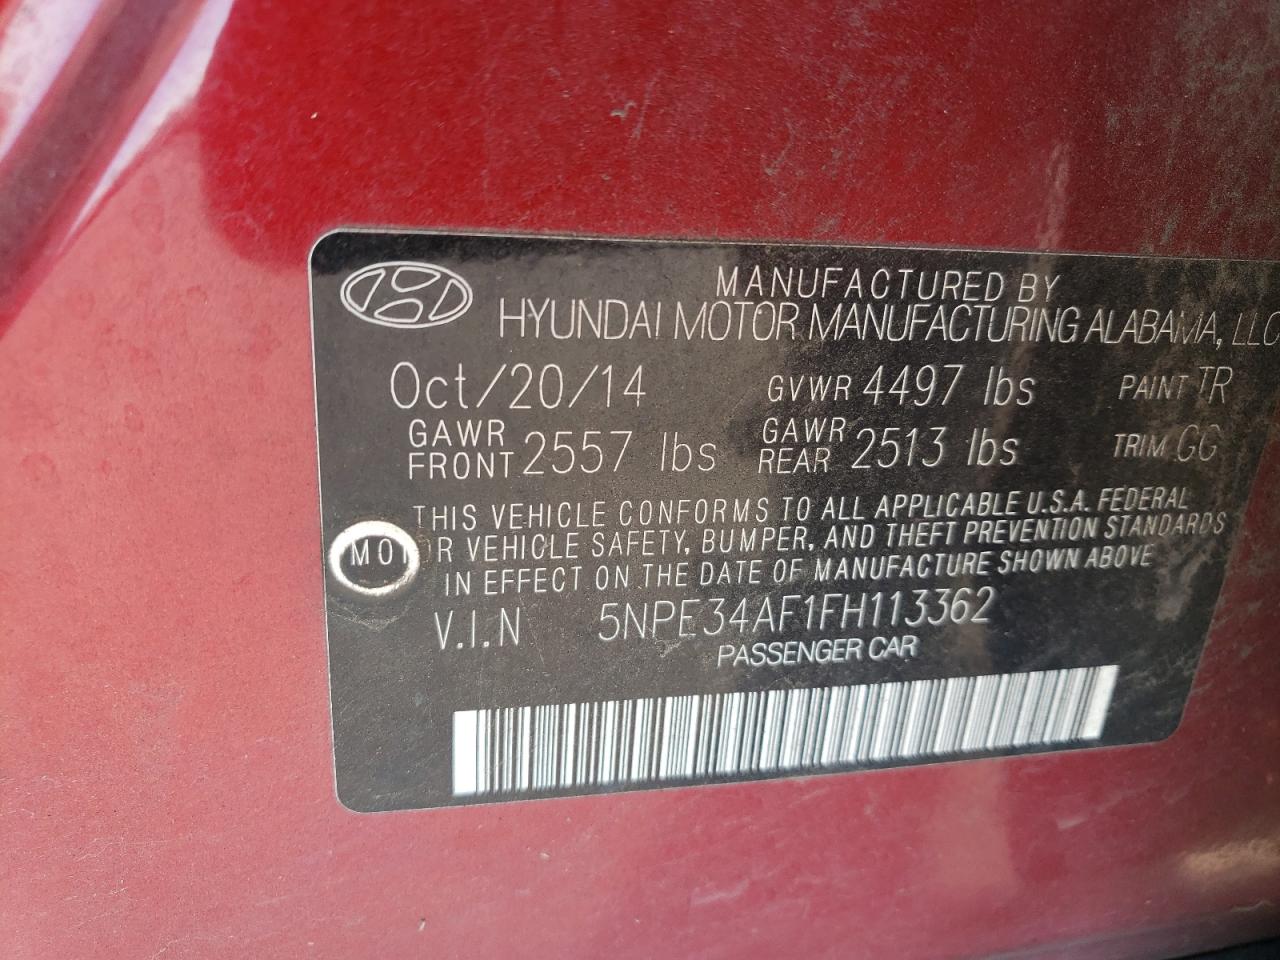 MANUFACTURED BY
HYUNDAI MOTOR MANUFACTURING ALABAMA, LLC
Oct/20/14 GVWR 4497 lbs PAINT TR
GAWR FRONT 2557 lbs GAWR REAR 2513 lbs TRIM GG
THIS VEHICLE CONFORMS TO ALL APPLICABLE U.S.A. FEDERAL
MOTOR VEHICLE SAFETY, BUMPER, AND THEFT PREVENTION STANDARDS
IN EFFECT ON THE DATE OF MANUFACTURE SHOWN ABOVE
V.I.N 5NPE34AF1FH113362
PASSENGER CAR